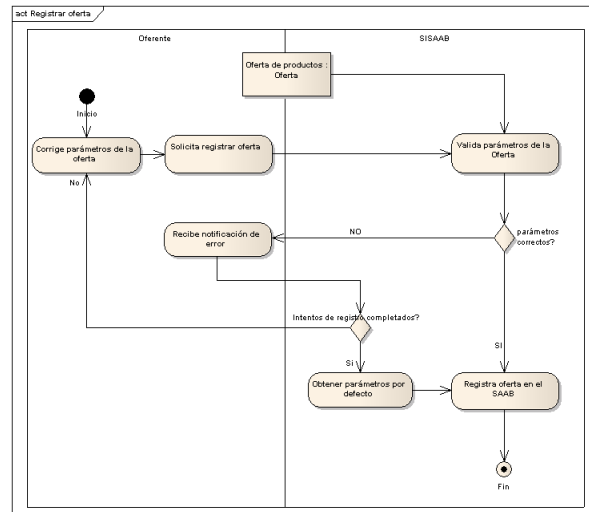 act Registrar oferta
Oferente
SISAAB
Oferta de productos :
Oferta
Inicio
Corrige parámetros de la
oferta
Solicita registrar oferta
Valida parámetros de la
Oferta
No
Recibe notificación de
error
NO
parámetros
correctos?
Intentos de registro completados?
SI
Si
Obtener parámetros por
defecto
Registra oferta en el
SAAB
Fin